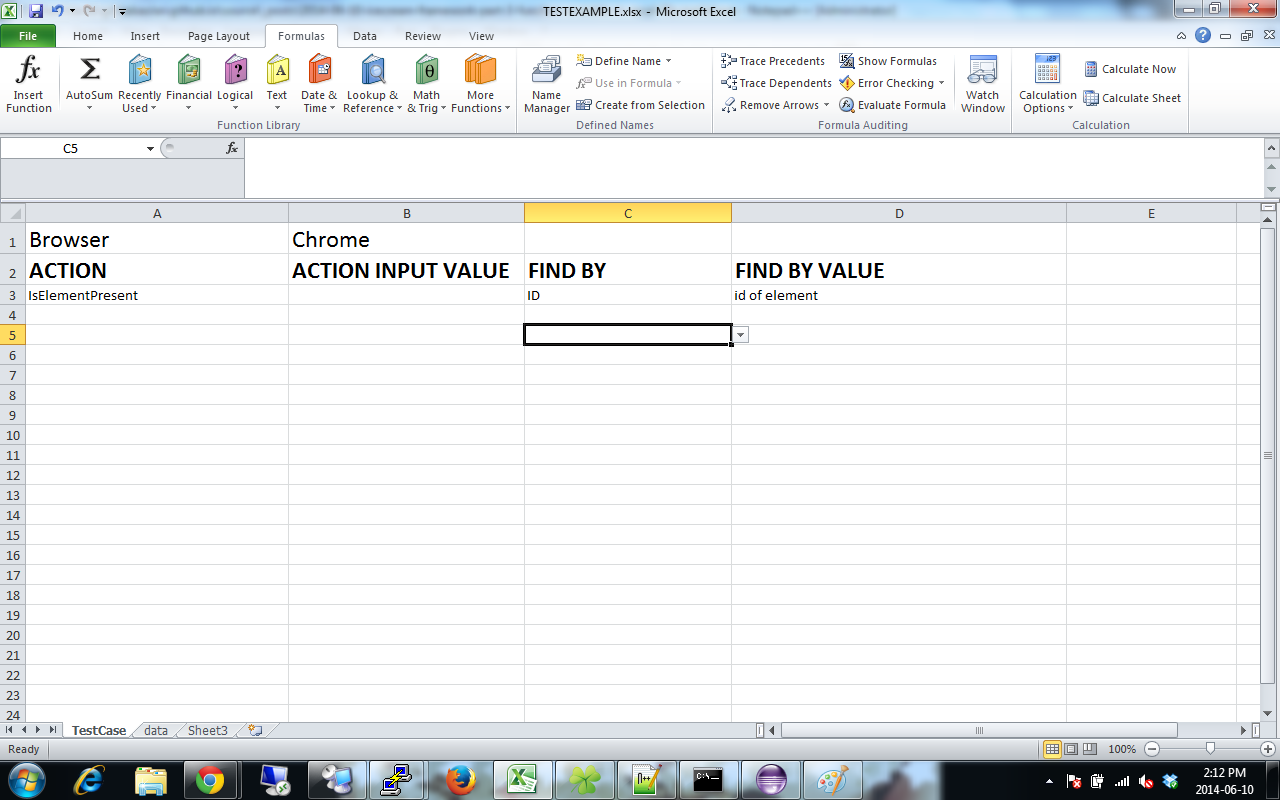 TESTEXAMPLE.xlsx - Microsoft Excel
File Home Insert Page Layout Formulas Data Review View
Insert Function
AutoSum
Recently Used
Financial
Logical
Text
Date & Time
Lookup & Reference
Math & Trig
More Functions
Function Library
Name Manager
Define Name
Use in Formula
Create from Selection
Defined Names
Trace Precedents
Trace Dependents
Remove Arrows
Show Formulas
Error Checking
Evaluate Formula
Formula Auditing
Watch Window
Calculation Options
Calculate Now
Calculate Sheet
Calculation
C5 fx
A B C D E
1 Browser Chrome
2 ACTION ACTION INPUT VALUE FIND BY FIND BY VALUE
3 IsElementPresent ID id of element
4
5
6
7
8
9
10
11
12
13
14
15
16
17
18
19
20
21
22
23
24
TestCase data Sheet3
Ready 100%
2:12 PM
2014-06-10